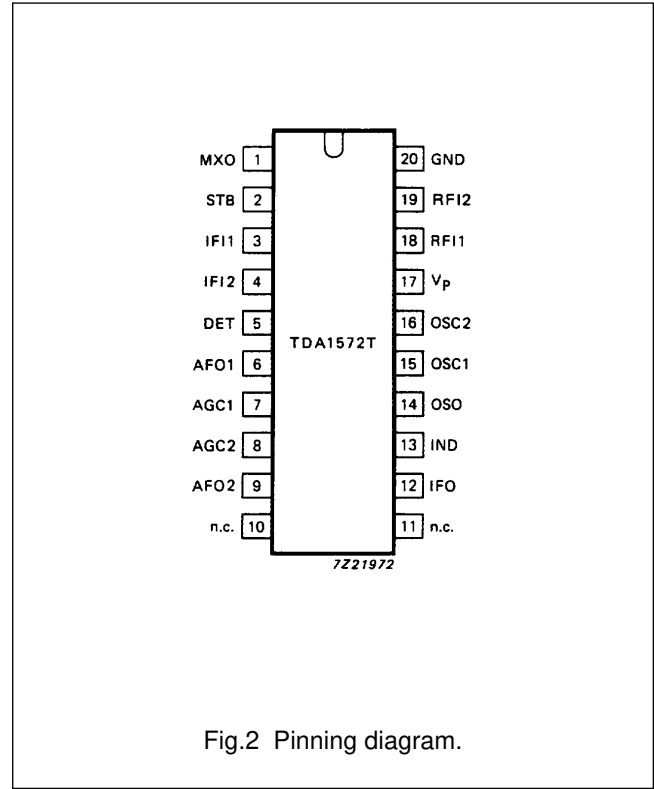 MXO 1 20 GND
STB 2 19 RFI2
IFI1 3 18 RFI1
IFI2 4 17 Vp
DET 5 16 OSC2
TDA1572T
AFO1 6 15 OSC1
AGC1 7 14 OSO
AGC2 8 13 IND
AFO2 9 12 IFO
n.c. 10 11 n.c.
7Z21972
Fig.2 Pinning diagram.